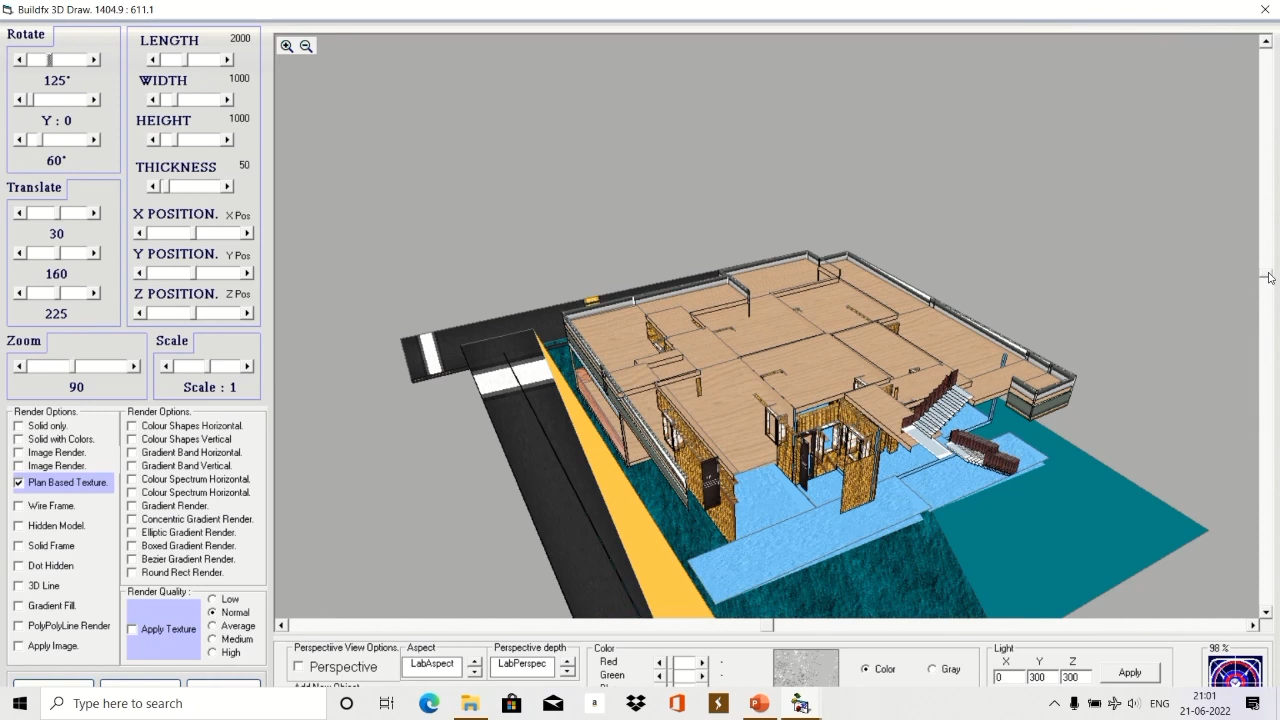 Buildfx 3D Draw. 1404.9 : 611.1
Rotate
125°
Y : 0
60°
Translate
30
160
225
LENGTH 2000
WIDTH 1000
HEIGHT 1000
THICKNESS 50
X POSITION. X Pos
Y POSITION. Y Pos
Z POSITION. Z Pos
Zoom
90
Scale
Scale : 1
Render Options.
Solid only.
Solid with Colors.
Image Render.
Image Render.
Plan Based Texture.
Wire Frame.
Hidden Model.
Solid Frame
Dot Hidden
3D Line
Gradient Fill.
PolyPolyLine Render
Apply Image.
Render Options.
Colour Shapes Horizontal.
Colour Shapes Vertical
Gradient Band Horizontal.
Gradient Band Vertical.
Colour Spectrum Horizontal.
Colour Spectrum Horizontal.
Gradient Render.
Concentric Gradient Render.
Elliptic Gradient Render.
Boxed Gradient Render.
Bezier Gradient Render.
Round Rect Render.
Render Quality :
Apply Texture
Low
Normal
Average
Medium
High
Perspectiive View Options.
Perspective
Aspect
LabAspect
Perspective depth
LabPerspec
Color
Red -
Green -
Color
Gray
Light
X Y Z
0 300 300
Apply
98 %
Type here to search
a
ENG
21:01
21-06-2022